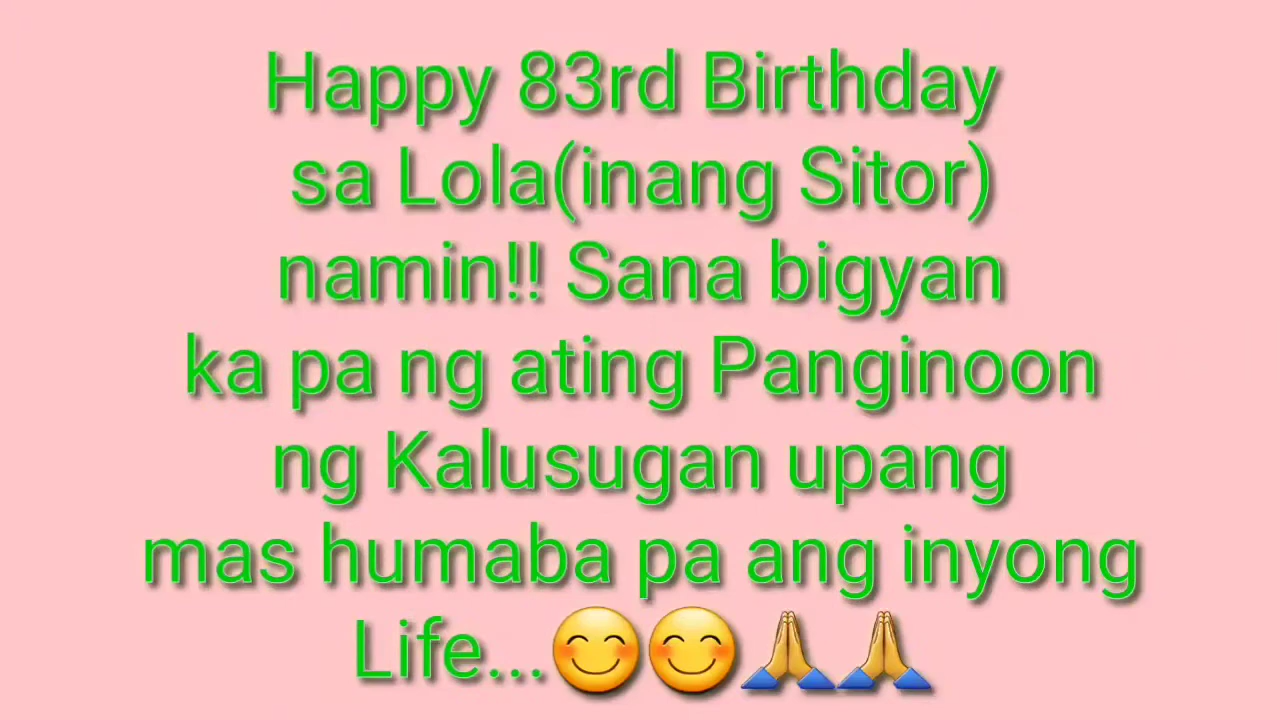 Happy 83rd Birthday
sa Lola(inang Sitor)
namin!! Sana bigyan
ka pa ng ating Panginoon
ng Kalusugan upang
mas humaba pa ang inyong
Life...😊😊🙏🙏